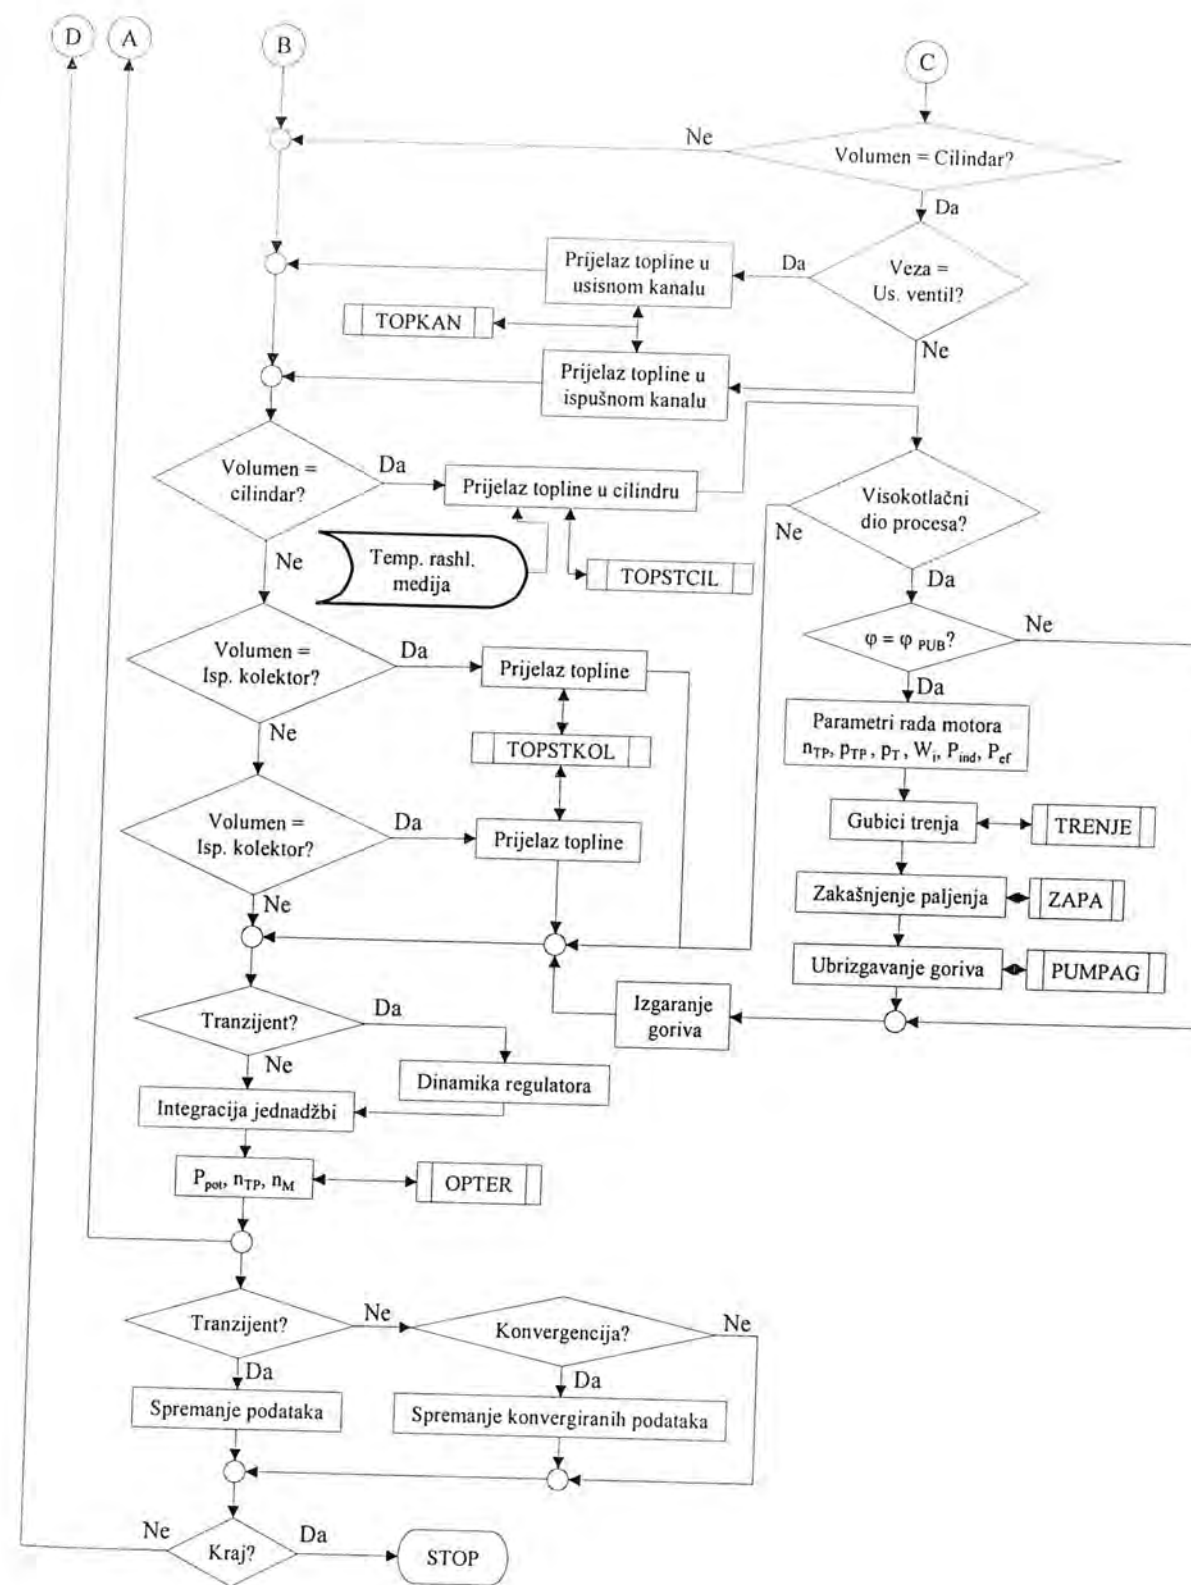 D
A
B
C
Ne
Volumen = Cilindar?
Da
Prijelaz topline u
usisnom kanalu
Da
Veza =
Us. ventil?
TOPKAN
Ne
Prijelaz topline u
ispušnom kanalu
Volumen =
cilindar?
Da
Prijelaz topline u cilindru
Visokotlačni
dio procesa?
Ne
Ne
Temp. rashl.
medija
TOPSTCIL
Da
φ = φ PUB?
Ne
Volumen =
Isp. kolektor?
Da
Prijelaz topline
Da
Parametri rada motora
nTP, pTP, pT, Wi, Pind, Pef
Ne
TOPSTKOL
Volumen =
Isp. kolektor?
Da
Prijelaz topline
Gubici trenja
TRENJE
Ne
Zakašnjenje paljenja
ZAPA
Ubrizgavanje goriva
PUMPAG
Tranzijent?
Da
Izgaranje
goriva
Ne
Dinamika regulatora
Integracija jednadžbi
Ppot, nTP, nM
OPTER
Tranzijent?
Ne
Konvergencija?
Ne
Da
Da
Spremanje podataka
Spremanje konvergiranih podataka
Ne
Kraj?
Da
STOP